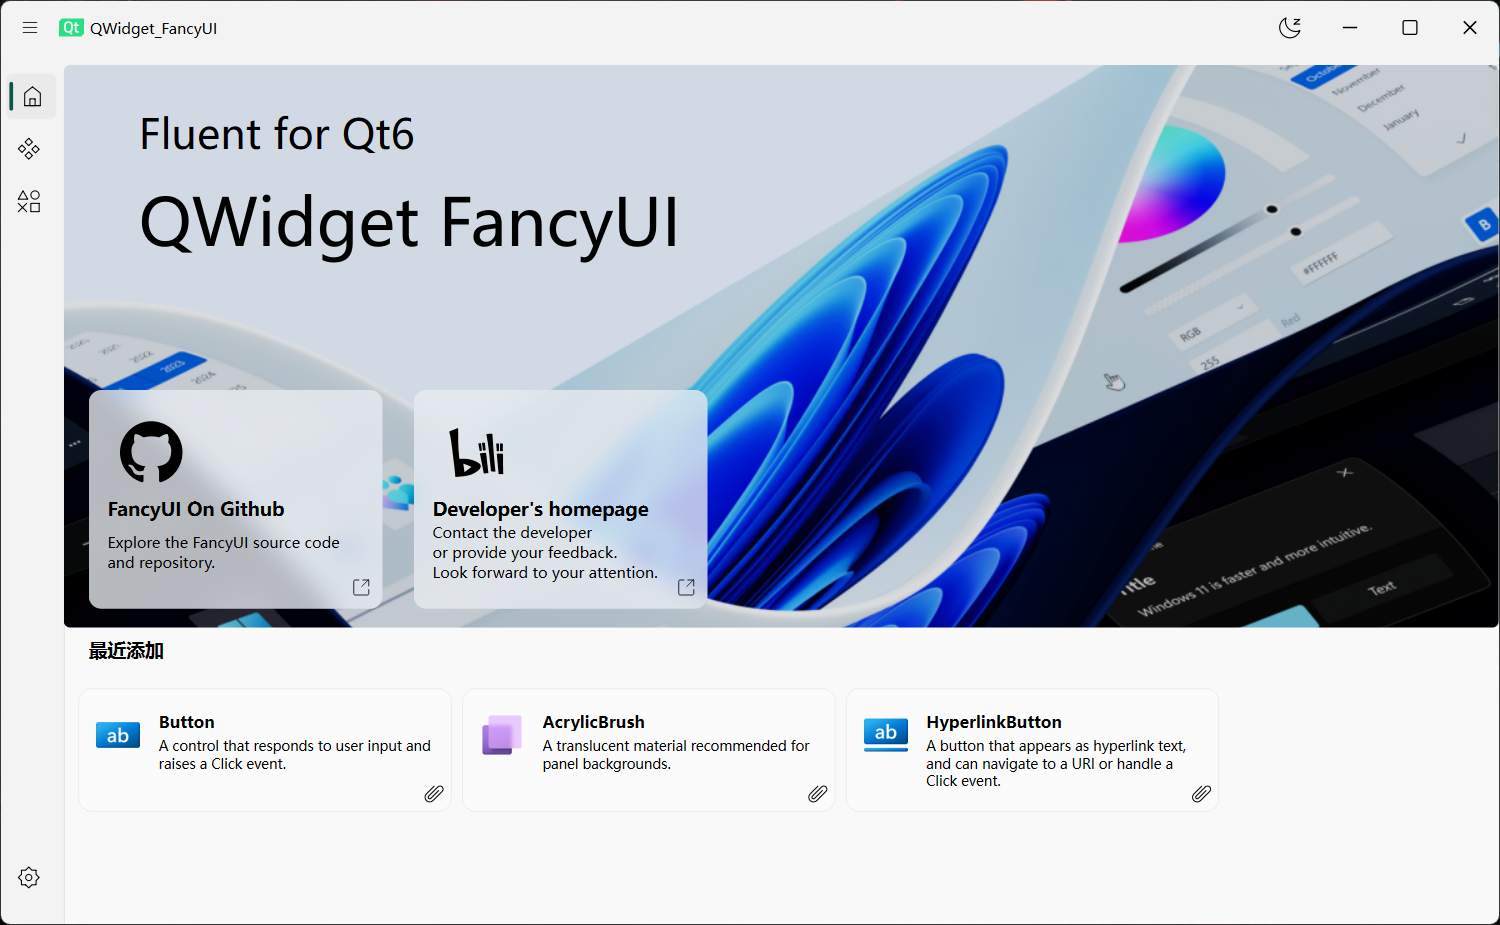 Qt QWidget_FancyUI
Fluent for Qt6
QWidget FancyUI
October
November
December
January
B
#FFFFFF
RGB
Red
255
2022
2023
2024
bili
FancyUI On Github
Explore the FancyUI source code
and repository.
Developer's homepage
Contact the developer
or provide your feedback.
Look forward to your attention.
Windows 11 is faster and more intuitive.
Text
最近添加
ab
Button
A control that responds to user input and
raises a Click event.
AcrylicBrush
A translucent material recommended for
panel backgrounds.
ab
HyperlinkButton
A button that appears as hyperlink text,
and can navigate to a URI or handle a
Click event.